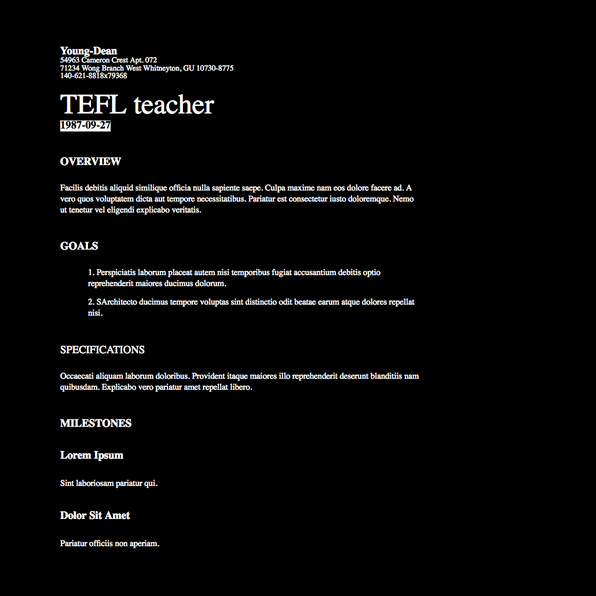 Young-Dean
54963 Cameron Crest Apt. 072
71234 Wong Branch West Whitneyton, GU 10730-8775
140-621-8818x79368
TEFL teacher
1987-09-27
OVERVIEW
Facilis debitis aliquid similique officia nulla sapiente saepe. Culpa maxime nam eos dolore facere ad. A
vero quos voluptatem dicta aut tempore necessitatibus. Pariatur est consectetur iusto doloremque. Nemo
ut tenetur vel eligendi explicabo veritatis.
GOALS
1. Perspiciatis laborum placeat autem nisi temporibus fugiat accusantium debitis optio
reprehenderit maiores ducimus dolorum.
2. SArchitecto ducimus tempore voluptas sint distinctio odit beatae earum atque dolores repellat
nisi.
SPECIFICATIONS
Occaecati aliquam laborum doloribus. Provident itaque maiores illo reprehenderit deserunt blanditiis nam
quibusdam. Explicabo vero pariatur amet repellat libero.
MILESTONES
Lorem Ipsum
Sint laboriosam pariatur qui.
Dolor Sit Amet
Pariatur officiis non aperiam.